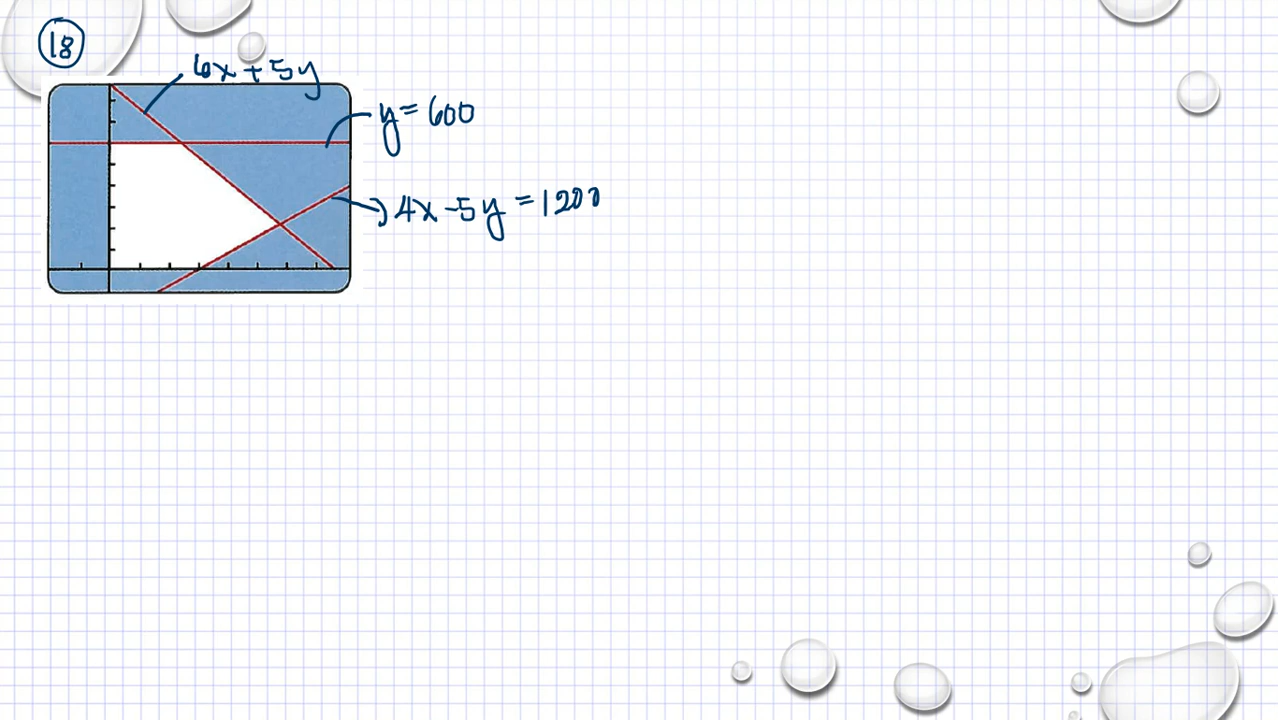 18
6x + 5y
y = 600
4x - 5y = 1200